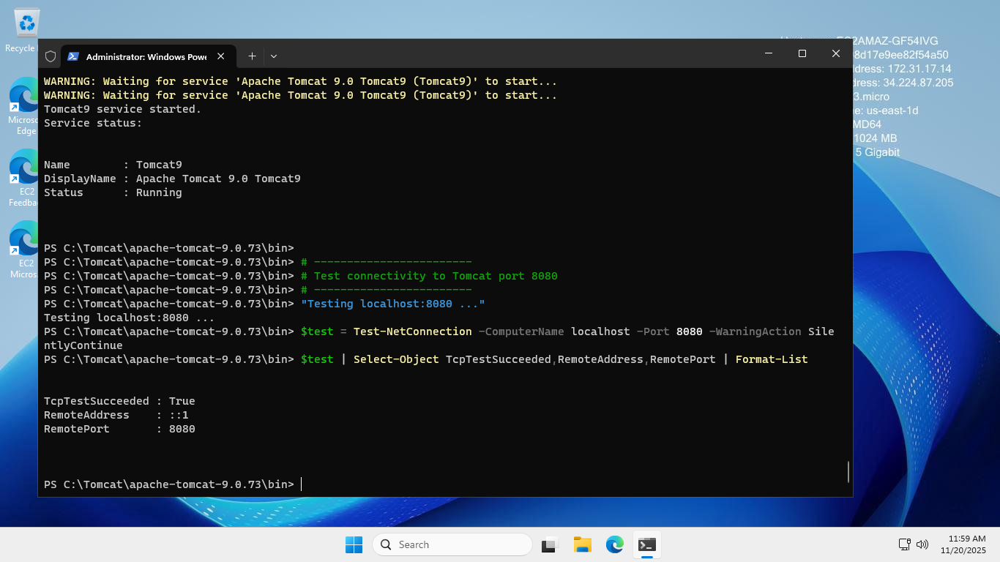 Recycle
Microso
Edge
EC2
Feedba
EC2
Micros.
Administrator: Windows Powe
WARNING: Waiting for service 'Apache Tomcat 9.0 Tomcat9 (Tomcat9)' to start...
WARNING: Waiting for service 'Apache Tomcat 9.0 Tomcat9 (Tomcat9)' to start...
Tomcat9 service started.
Service status:
Name : Tomcat9
DisplayName : Apache Tomcat 9.0 Tomcat9
Status : Running
PS C:\Tomcat\apache-tomcat-9.0.73\bin>
PS C:\Tomcat\apache-tomcat-9.0.73\bin> # ------------------------
PS C:\Tomcat\apache-tomcat-9.0.73\bin> # Test connectivity to Tomcat port 8080
PS C:\Tomcat\apache-tomcat-9.0.73\bin> # ------------------------
PS C:\Tomcat\apache-tomcat-9.0.73\bin> "Testing localhost:8080 ..."
Testing localhost:8080 ...
PS C:\Tomcat\apache-tomcat-9.0.73\bin> $test = Test-NetConnection -ComputerName localhost -Port 8080 -WarningAction Sile
ntlyContinue
PS C:\Tomcat\apache-tomcat-9.0.73\bin> $test | Select-Object TcpTestSucceeded,RemoteAddress,RemotePort | Format-List
TcpTestSucceeded : True
RemoteAddress : ::1
RemotePort : 8080
PS C:\Tomcat\apache-tomcat-9.0.73\bin>
2AMAZ-GF54IVG
8d17e9ee82f54a50
dress: 172.31.17.14
dress: 34.224.87.205
3.micro
e: us-east-1d
MD64
1024 MB
5 Gigabit
Search
11:59 AM
11/20/2025